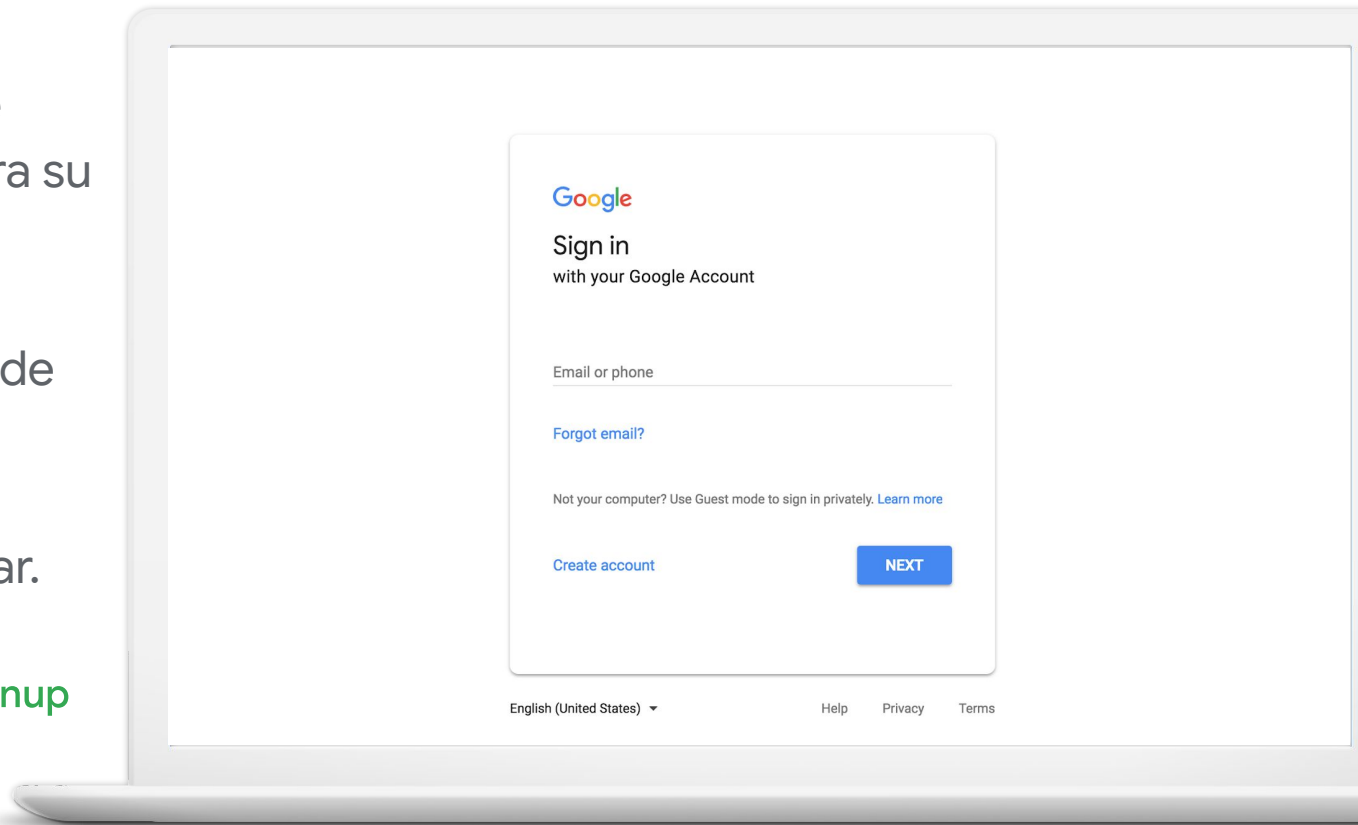 ra su
de
ar.
nup
Google
Sign in
with your Google Account
Email or phone
Forgot email?
Not your computer? Use Guest mode to sign in privately. Learn more
Create account
NEXT
English (United States)
Help Privacy Terms